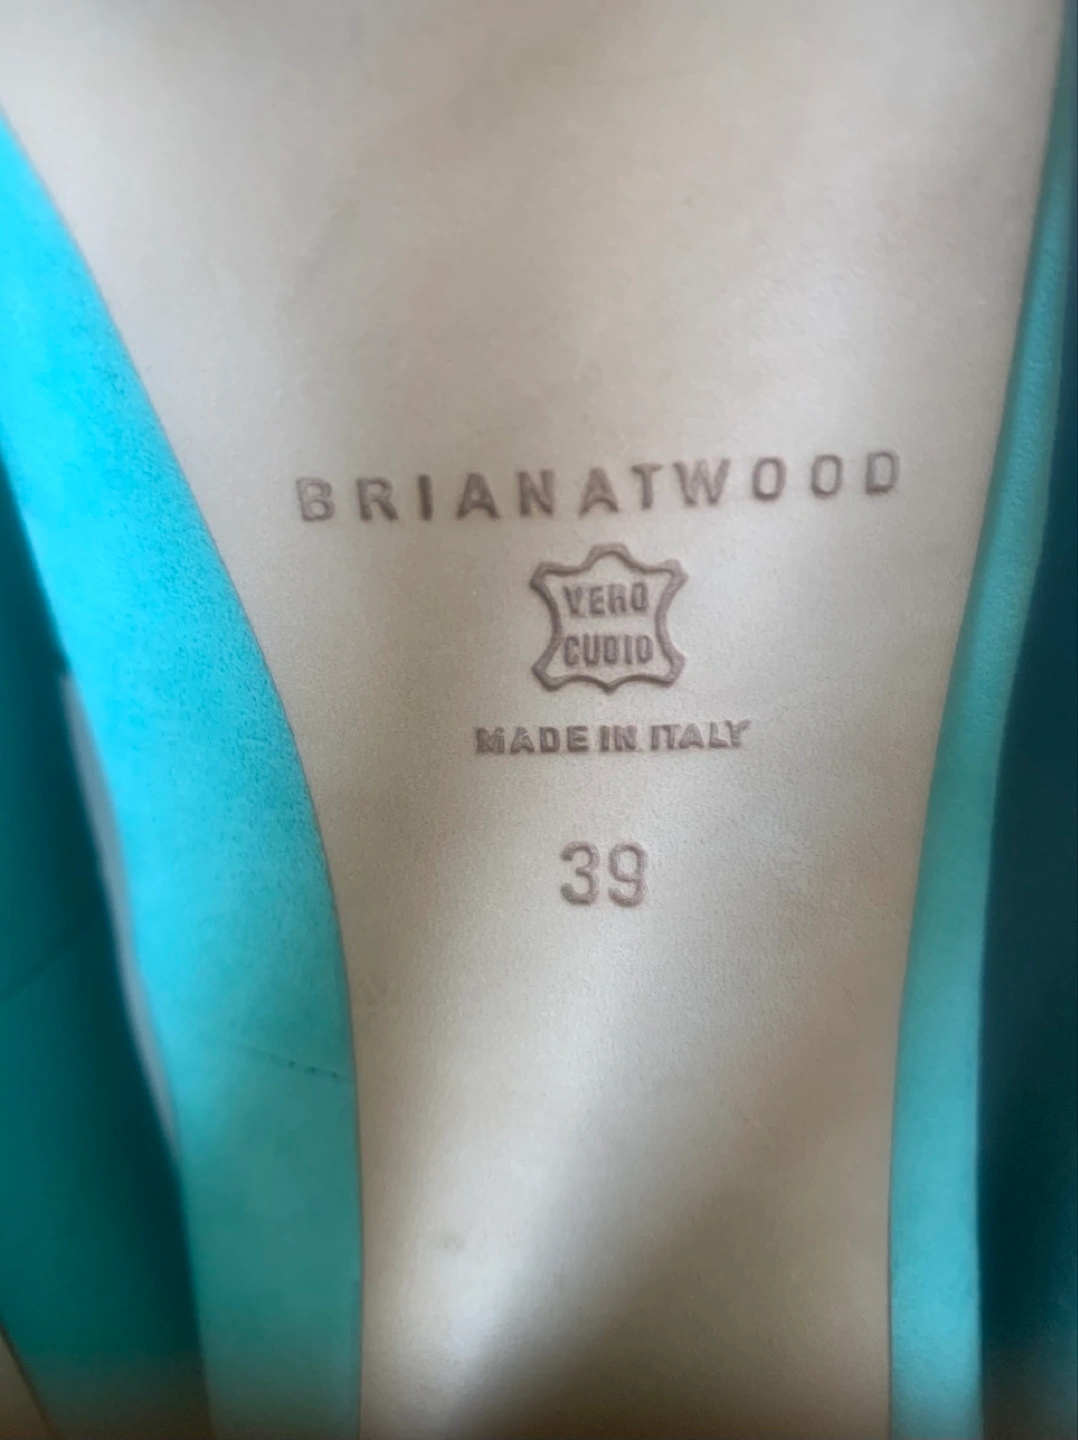 BRIANATWOOD
VERO
CUOIO
MADE IN ITALY
39